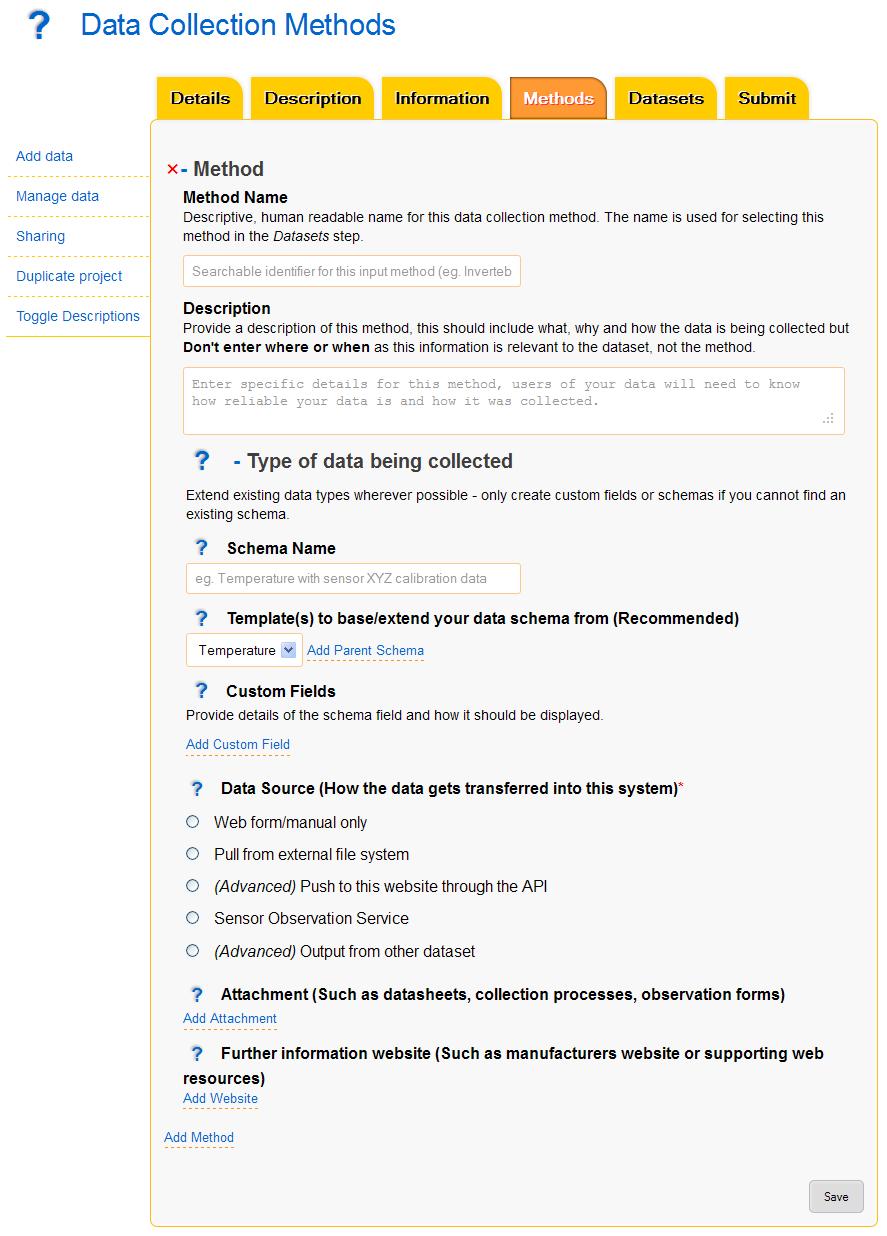 ? Data Collection Methods
Details Description Information Methods Datasets Submit
Add data
Manage data
Sharing
Duplicate project
Toggle Descriptions
×- Method
Method Name
Descriptive, human readable name for this data collection method. The name is used for selecting this
method in the Datasets step.
Searchable identifier for this input method (eg. Inverteb
Description
Provide a description of this method, this should include what, why and how the data is being collected but
Don't enter where or when as this information is relevant to the dataset, not the method.
Enter specific details for this method, users of your data will need to know
how reliable your data is and how it was collected.
? - Type of data being collected
Extend existing data types wherever possible - only create custom fields or schemas if you cannot find an
existing schema.
? Schema Name
eg. Temperature with sensor XYZ calibration data
? Template(s) to base/extend your data schema from (Recommended)
Temperature Add Parent Schema
? Custom Fields
Provide details of the schema field and how it should be displayed.
Add Custom Field
? Data Source (How the data gets transferred into this system)*
Web form/manual only
Pull from external file system
(Advanced) Push to this website through the API
Sensor Observation Service
(Advanced) Output from other dataset
? Attachment (Such as datasheets, collection processes, observation forms)
Add Attachment
? Further information website (Such as manufacturers website or supporting web
resources)
Add Website
Add Method
Save